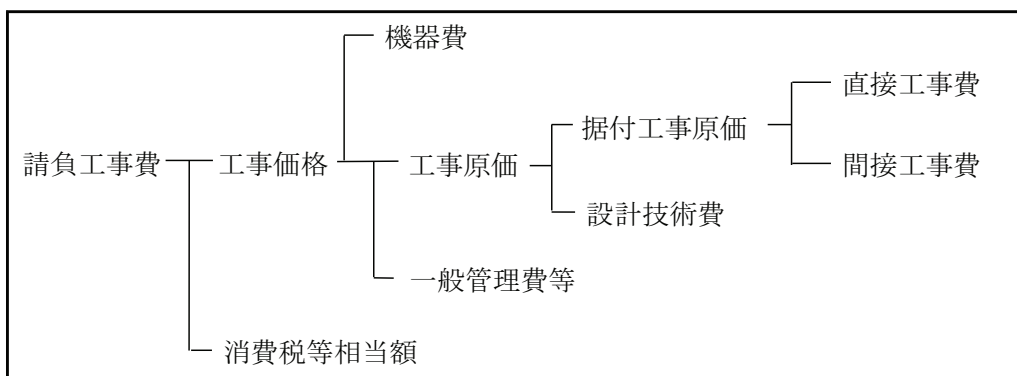 機器費
直接工事費
据付工事原価
請負工事費
工事価格
工事原価
間接工事費
設計技術費
一般管理費等
消費税等相当額